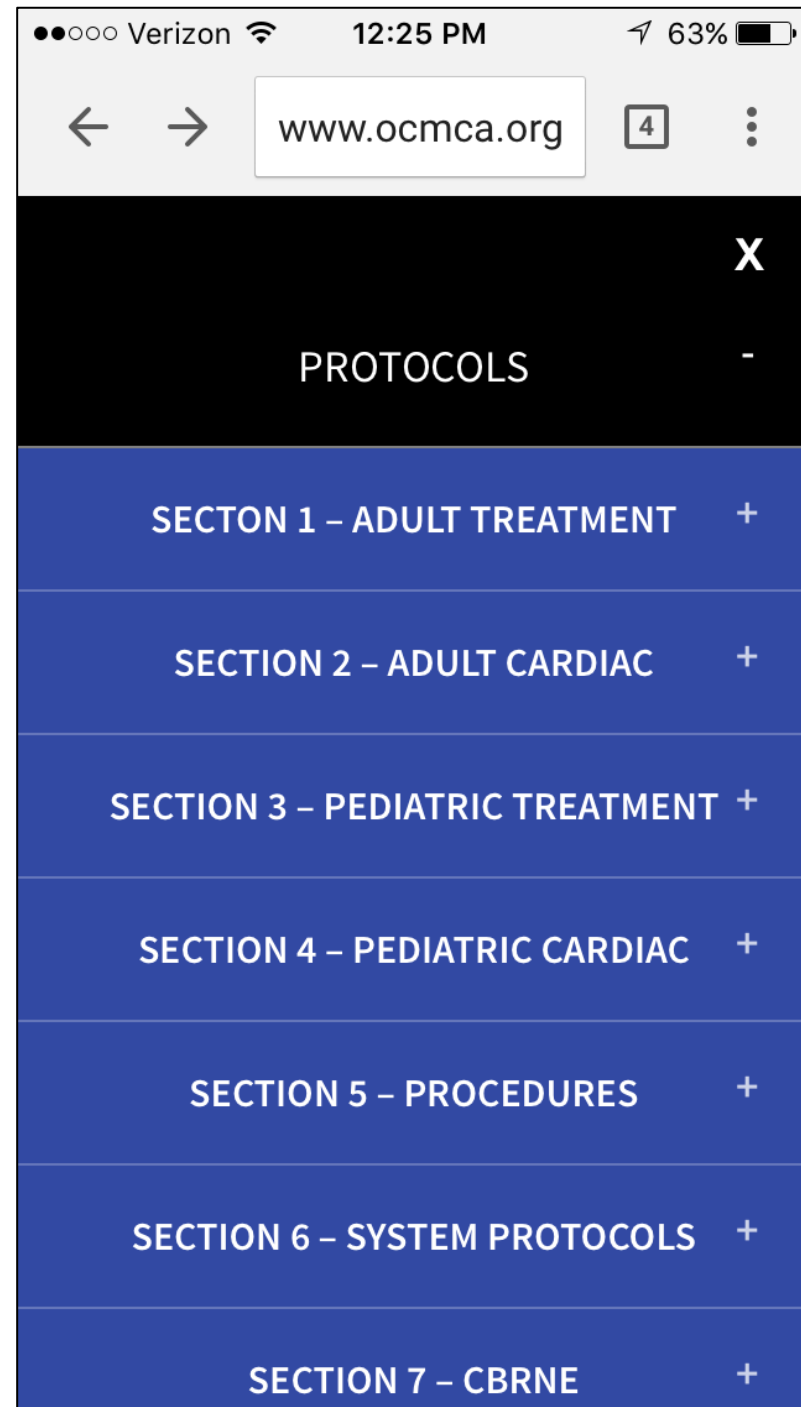 ●●○○○ Verizon 12:25 PM 63%
← → www.ocmca.org 4
X
PROTOCOLS -
SECTON 1 – ADULT TREATMENT +
SECTION 2 – ADULT CARDIAC +
SECTION 3 – PEDIATRIC TREATMENT +
SECTION 4 – PEDIATRIC CARDIAC +
SECTION 5 – PROCEDURES +
SECTION 6 – SYSTEM PROTOCOLS +
SECTION 7 – CBRNE +